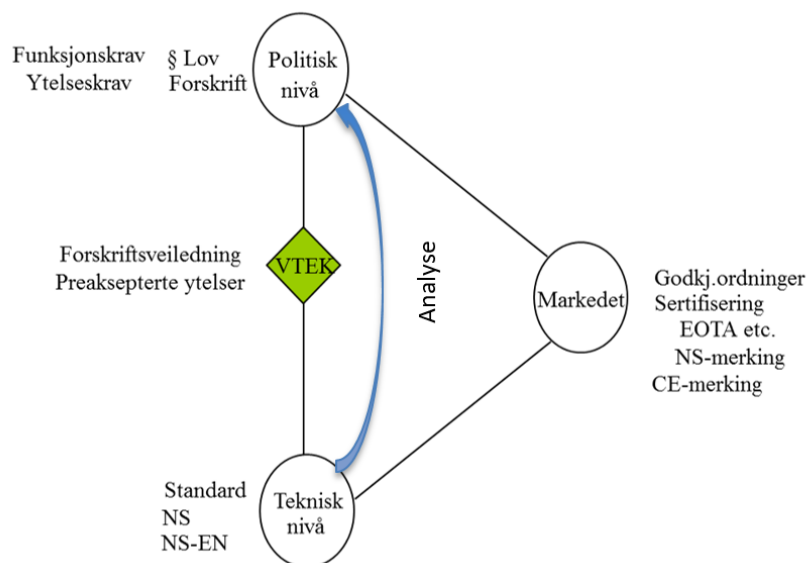 Funksjonskrav § Lov
Ytelseskrav Forskrift
Politisk
nivå
Forskriftsveiledning
Preaksepterte ytelser
VTEK
Analyse
Markedet
Godkj.ordninger
Sertifisering
EOTA etc.
NS-merking
CE-merking
Standard
NS
NS-EN
Teknisk
nivå